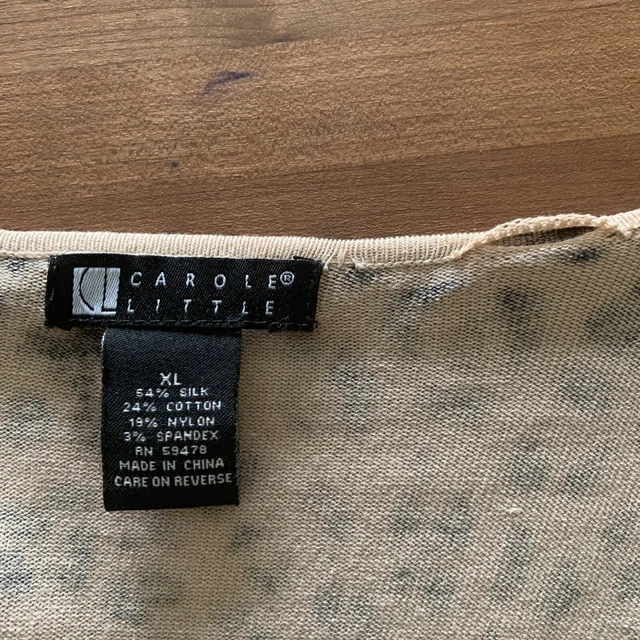 CL
CAROLE®
LITTLE
XL
54% SILK
24% COTTON
19% NYLON
3% SPANDEX
RN 59478
MADE IN CHINA
CARE ON REVERSE